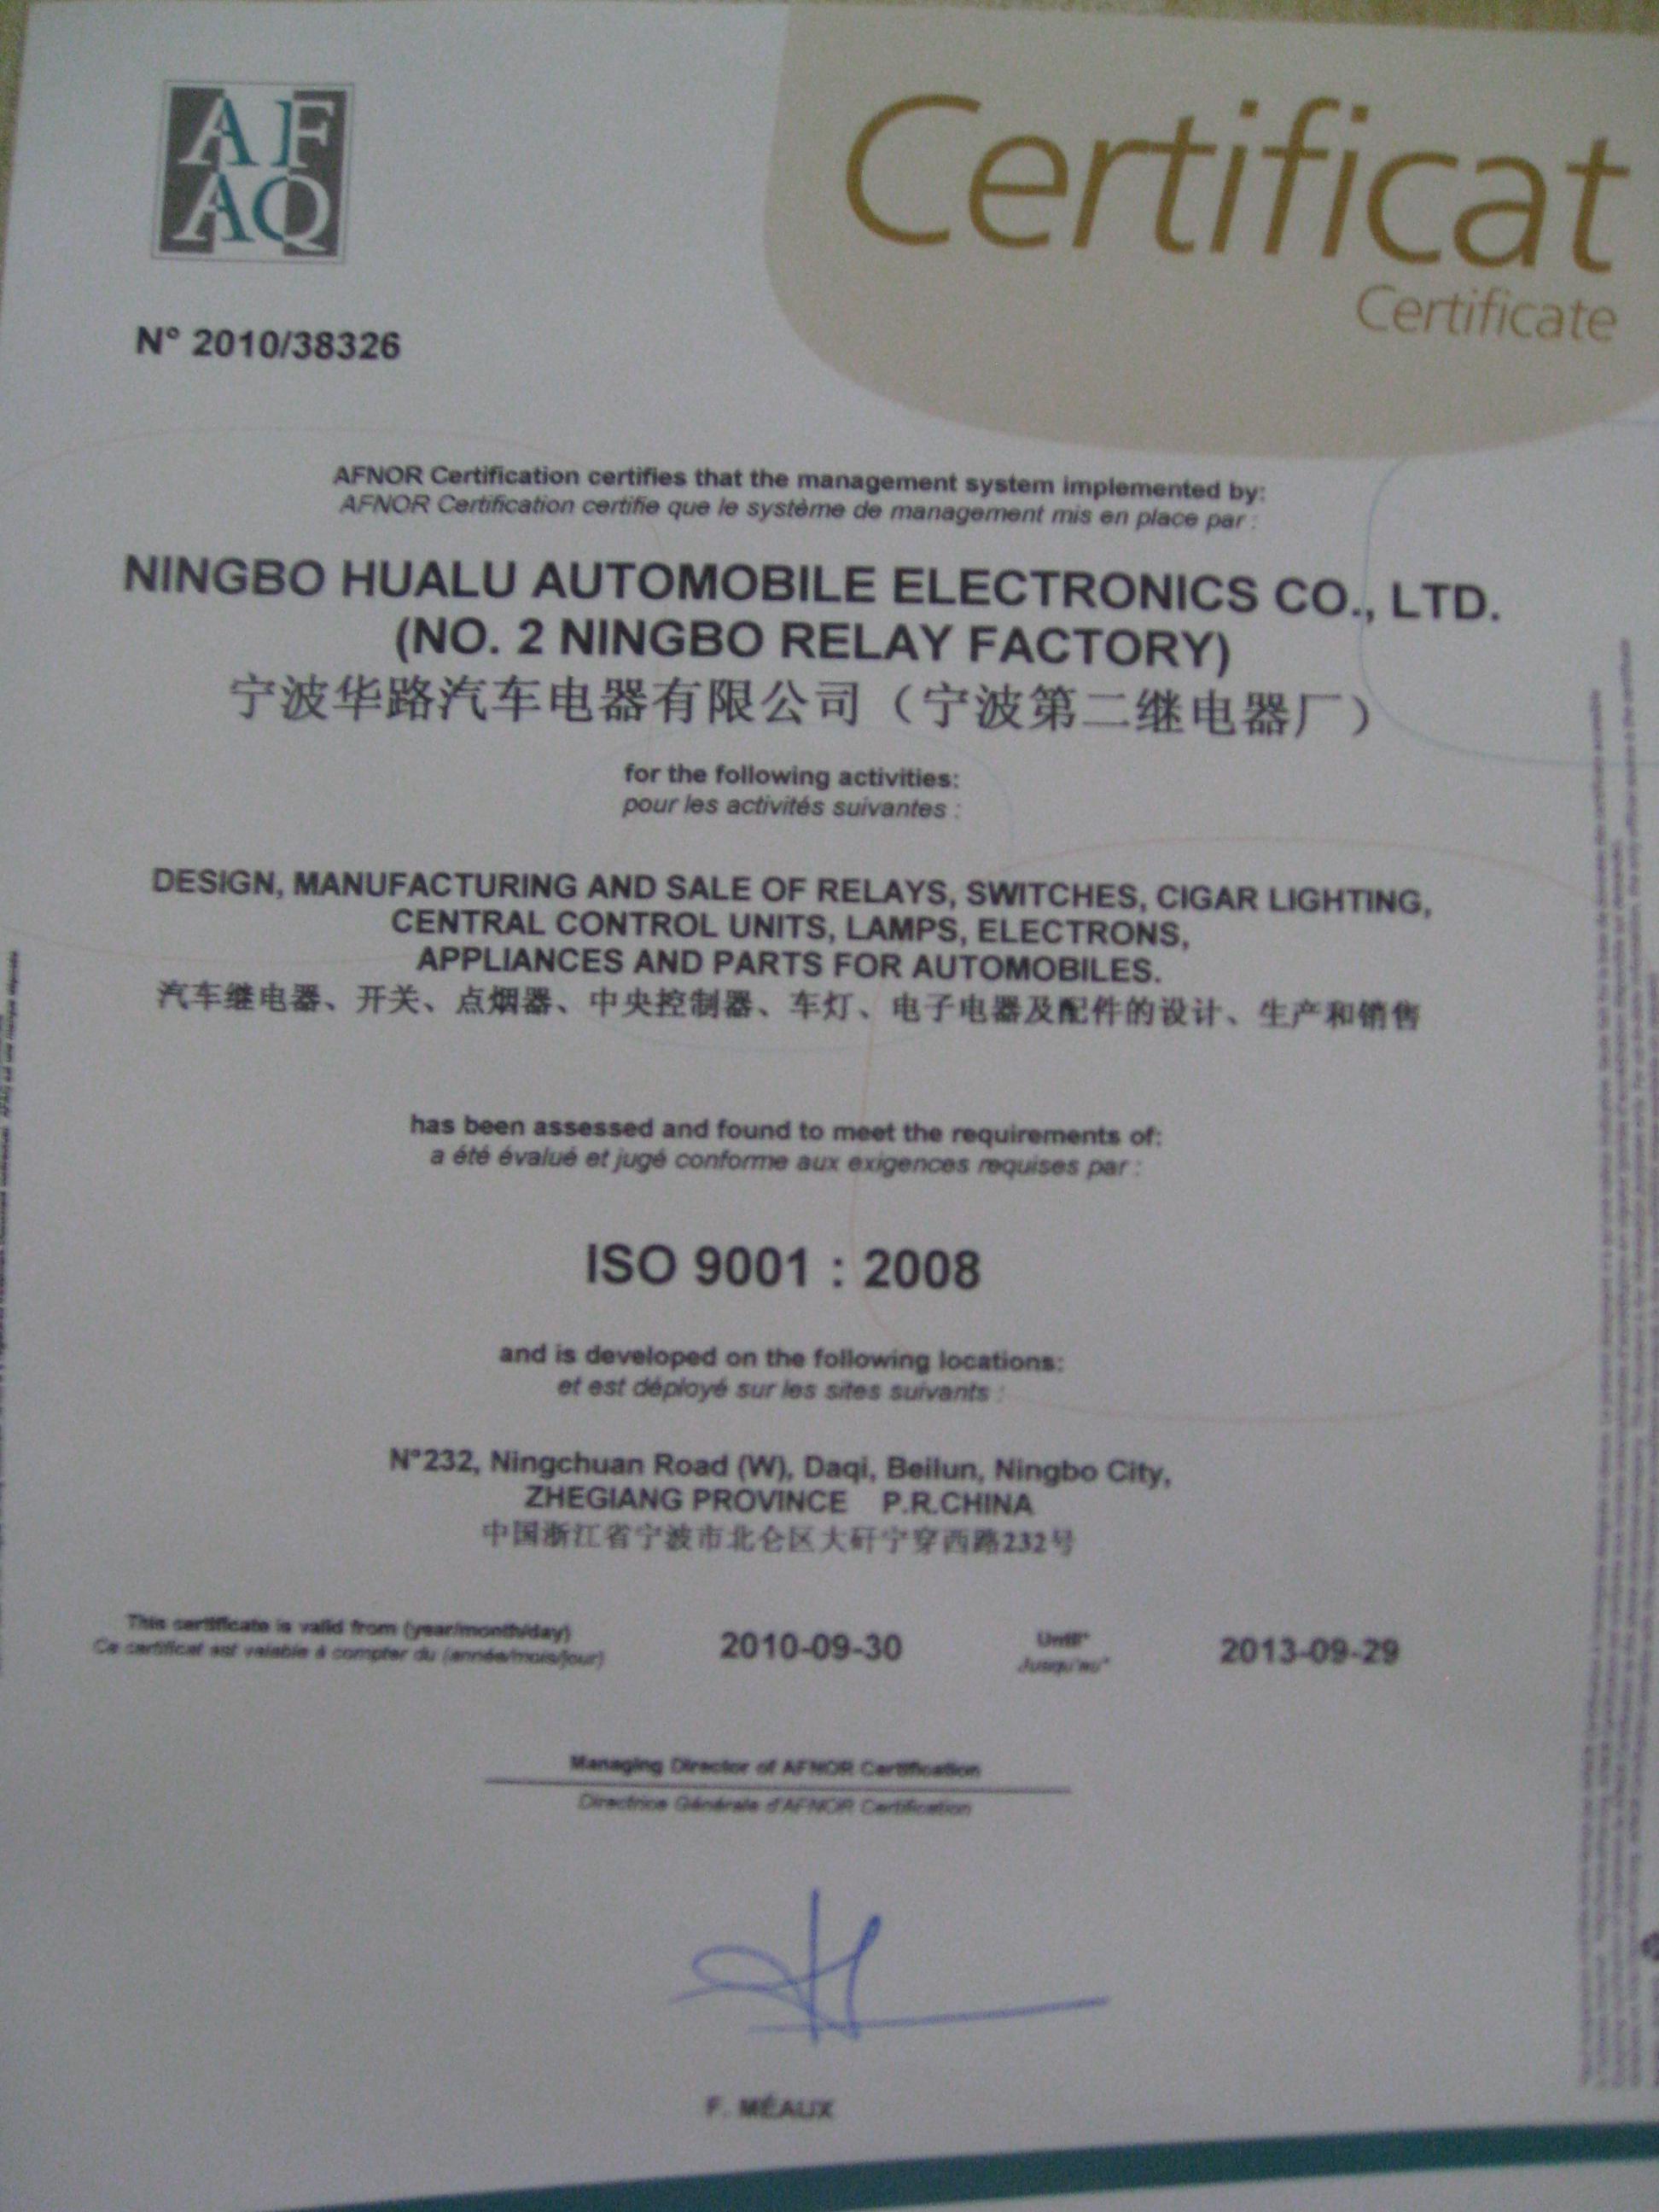 AF
AQ
Certificat
Certificate
N° 2010/38326
AFNOR Certification certifies that the management system implemented by:
AFNOR Certification certifie que le système de management mis en place par :
NINGBO HUALU AUTOMOBILE ELECTRONICS CO., LTD.
(NO. 2 NINGBO RELAY FACTORY)
宁波华路汽车电器有限公司（宁波第二继电器厂）
for the following activities:
pour les activités suivantes :
DESIGN, MANUFACTURING AND SALE OF RELAYS, SWITCHES, CIGAR LIGHTING,
CENTRAL CONTROL UNITS, LAMPS, ELECTRONS,
APPLIANCES AND PARTS FOR AUTOMOBILES.
汽车继电器、开关、点烟器、中央控制器、车灯、电子电器及配件的设计、生产和销售
has been assessed and found to meet the requirements of:
a été évalué et jugé conforme aux exigences requises par :
ISO 9001 : 2008
and is developed on the following locations:
et est déployé sur les sites suivants :
N°232, Ningchuan Road (W), Daqi, Beilun, Ningbo City,
ZHEGIANG PROVINCE P.R.CHINA
中国浙江省宁波市北仑区大矸宁穿西路232号
This certificate is valid from (year/month/day)
Ce certificat est valable à compter du (année/mois/jour)
2010-09-30
Until*
Jusqu'au*
2013-09-29
Managing Director of AFNOR Certification
Directrice Générale d'AFNOR Certification
F. MÉAUX